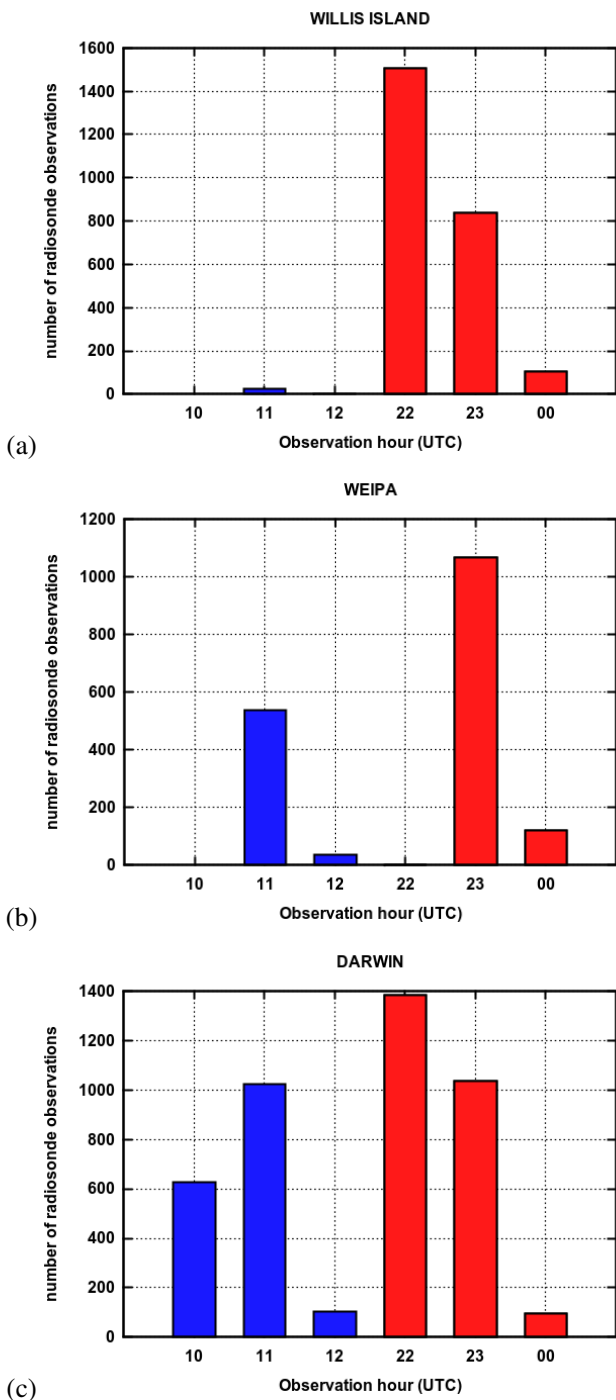 WILLIS ISLAND
1600
1400
1200
1000
800
600
400
200
0
number of radiosonde observations
10 11 12 22 23 00
Observation hour (UTC)
(a)
WEIPA
1200
1000
800
600
400
200
0
number of radiosonde observations
10 11 12 22 23 00
Observation hour (UTC)
(b)
DARWIN
1400
1200
1000
800
600
400
200
0
number of radiosonde observations
10 11 12 22 23 00
Observation hour (UTC)
(c)